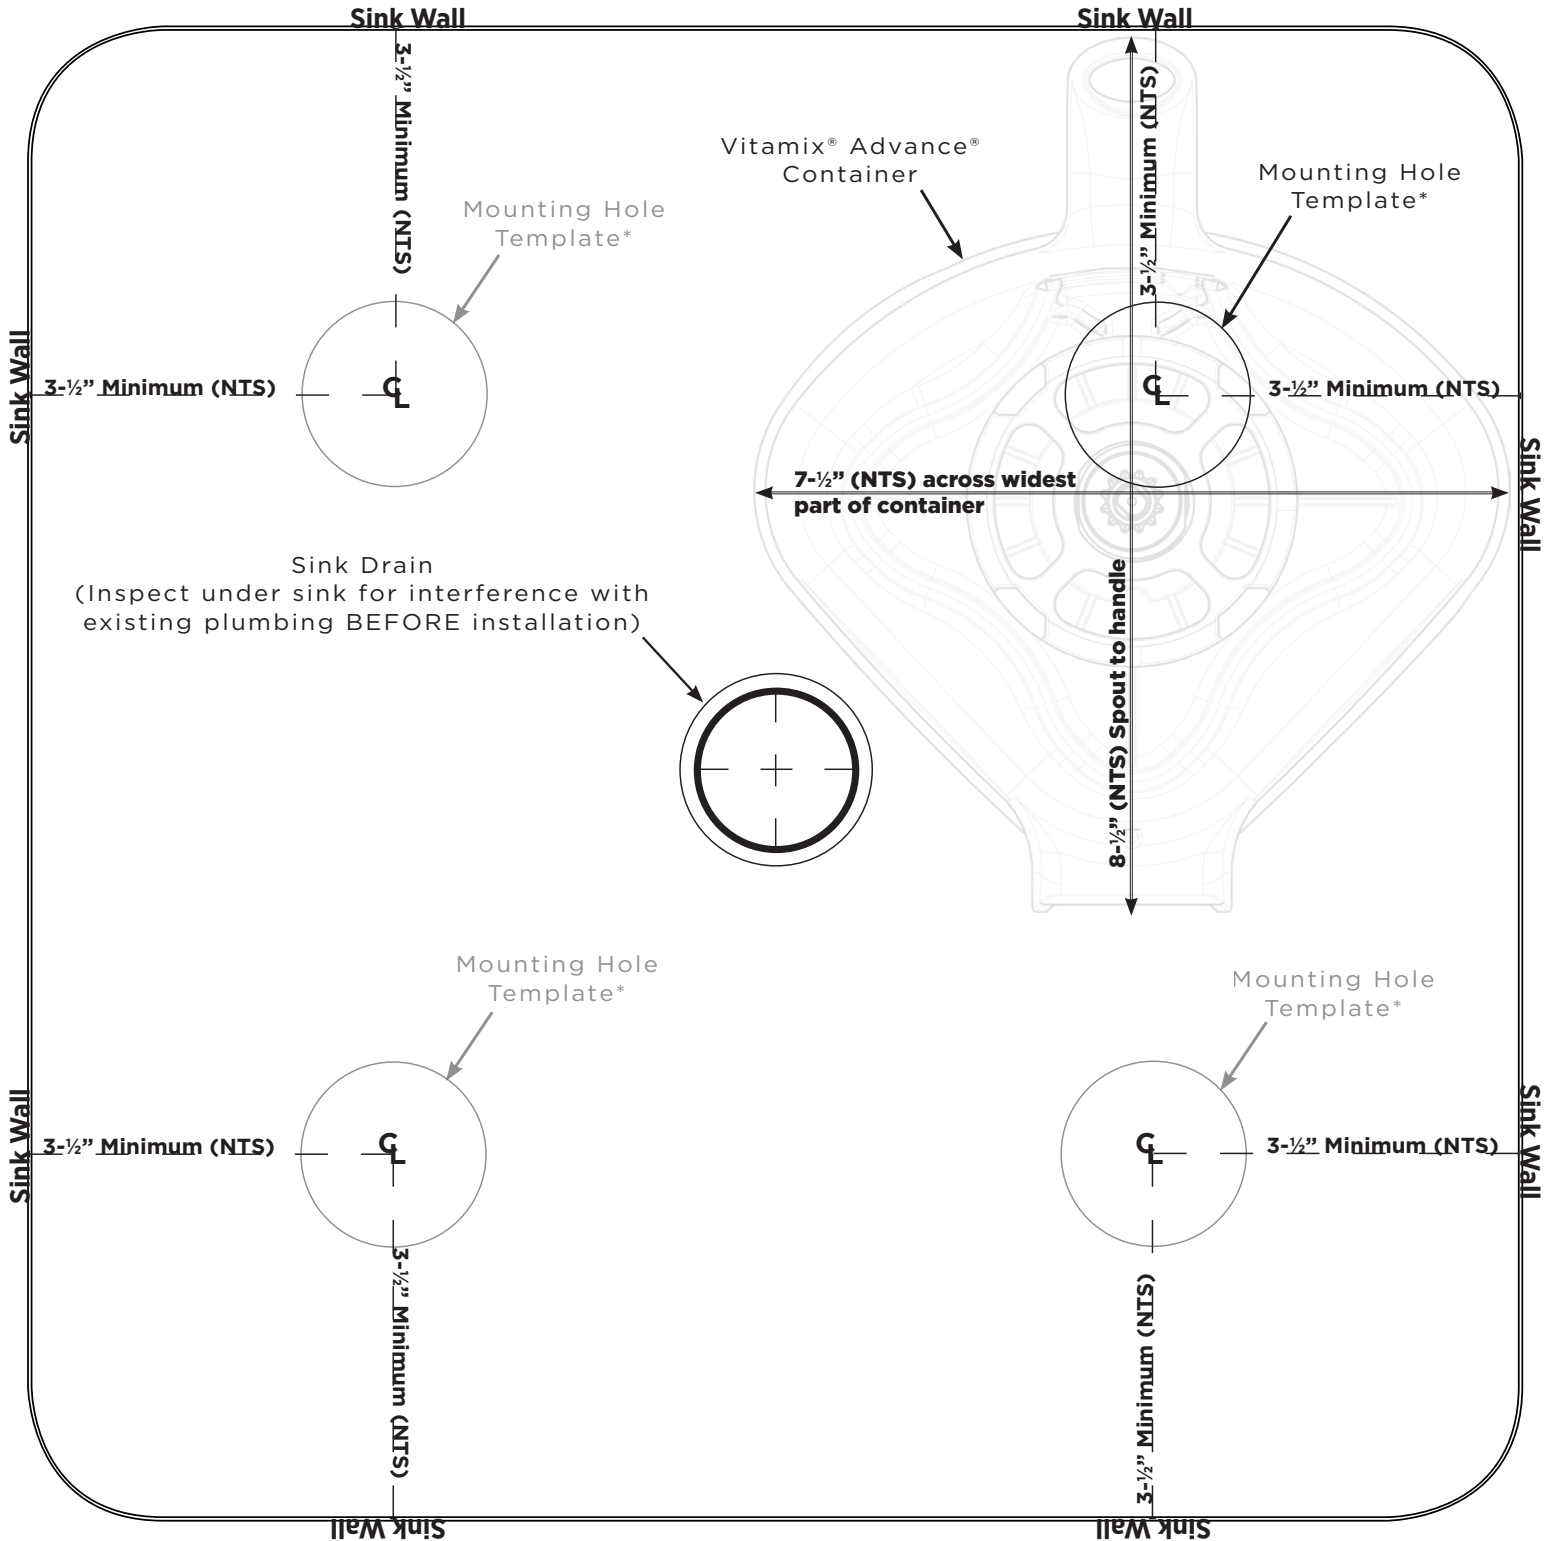 Sink Wall
Sink Wall
3-½” Minimum (NTS)
3-½” Minimum (NTS)
Vitamix® Advance®
Container
Mounting Hole
Template*
Mounting Hole
Template*
Sink Wall
3-½” Minimum (NTS)
CL
CL
3-½” Minimum (NTS)
Sink Wall
7-½” (NTS) across widest
part of container
Sink Drain
(Inspect under sink for interference with
existing plumbing BEFORE installation)
8-½” (NTS) Spout to handle
Mounting Hole
Template*
Mounting Hole
Template*
Sink Wall
3-½” Minimum (NTS)
CL
CL
3-½” Minimum (NTS)
Sink Wall
3-½” Minimum (NTS)
3-½” Minimum (NTS)
Sink Wall
Sink Wall